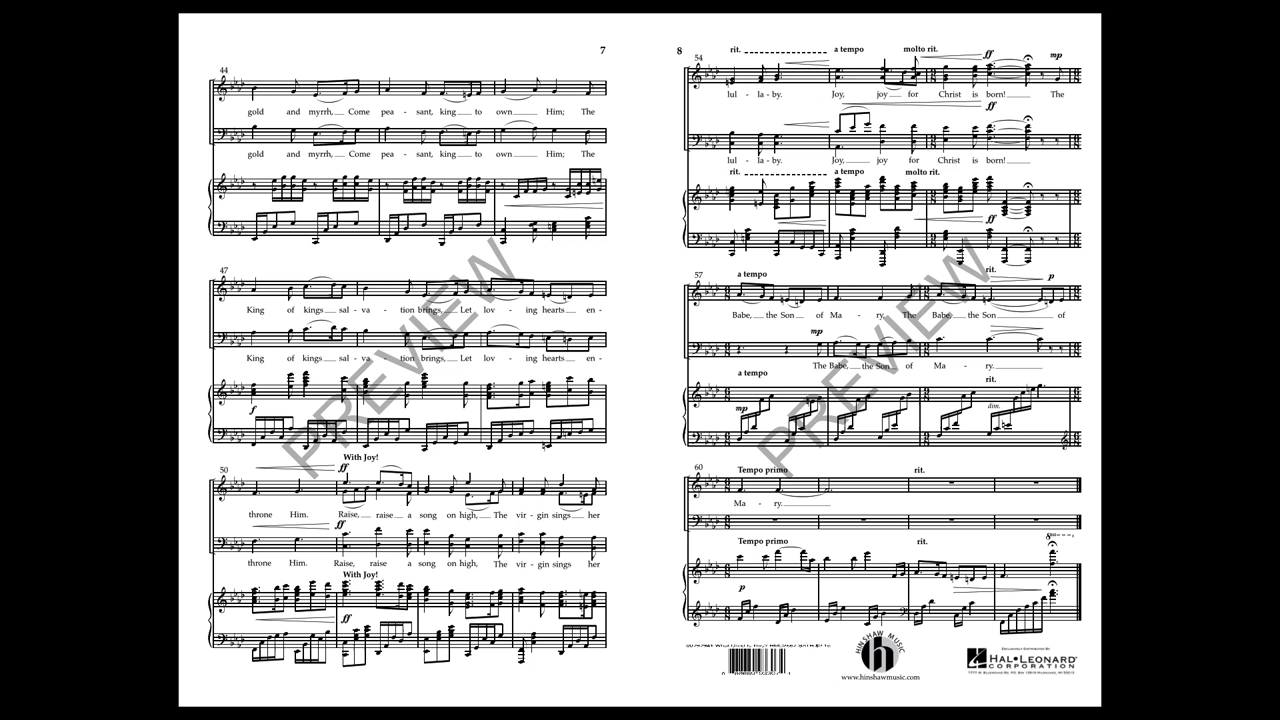 7
44
gold and myrrh, Come pea - sant, king to own Him; The
gold and myrrh, Come pea - sant, king to own Him; The
47
King of kings sal - va - tion brings, Let lov - ing hearts en -
King of kings sal - va - tion brings, Let lov - ing hearts en -
f
50
With Joy!
ff
throne Him. Raise, raise a song on high, The vir - gin sings her
ff
throne Him. Raise, raise a song on high, The vir - gin sings her
With Joy!
ff
PREVIEW
8
54
rit. a tempo molto rit.
ff mp
lul - la - by. Joy, joy for Christ is born! The
ff
lul - la - by. Joy, joy for Christ is born!
rit. a tempo molto rit.
ff
57
a tempo rit.
p
Babe, the Son of Ma - ry, The Babe, the Son of
mp
The Babe, the Son of Ma - ry.
a tempo rit.
mp dim.
60
Tempo primo rit.
Ma - ry.
Tempo primo rit.
8va
p
PREVIEW
HINSHAW MUSIC
h
www.hinshawmusic.com
EXCLUSIVELY DISTRIBUTED BY
HAL•LEONARD
CORPORATION